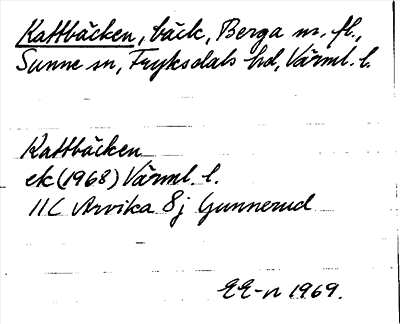 Kattbäcken, bäck, Berga m. fl.,
Sunne sn, Fryksdals hd, Värml. l.
Kattbäcken
ek (1968) Värml. l.
11C Arvika 8j Gunnerud
EE-n 1969.